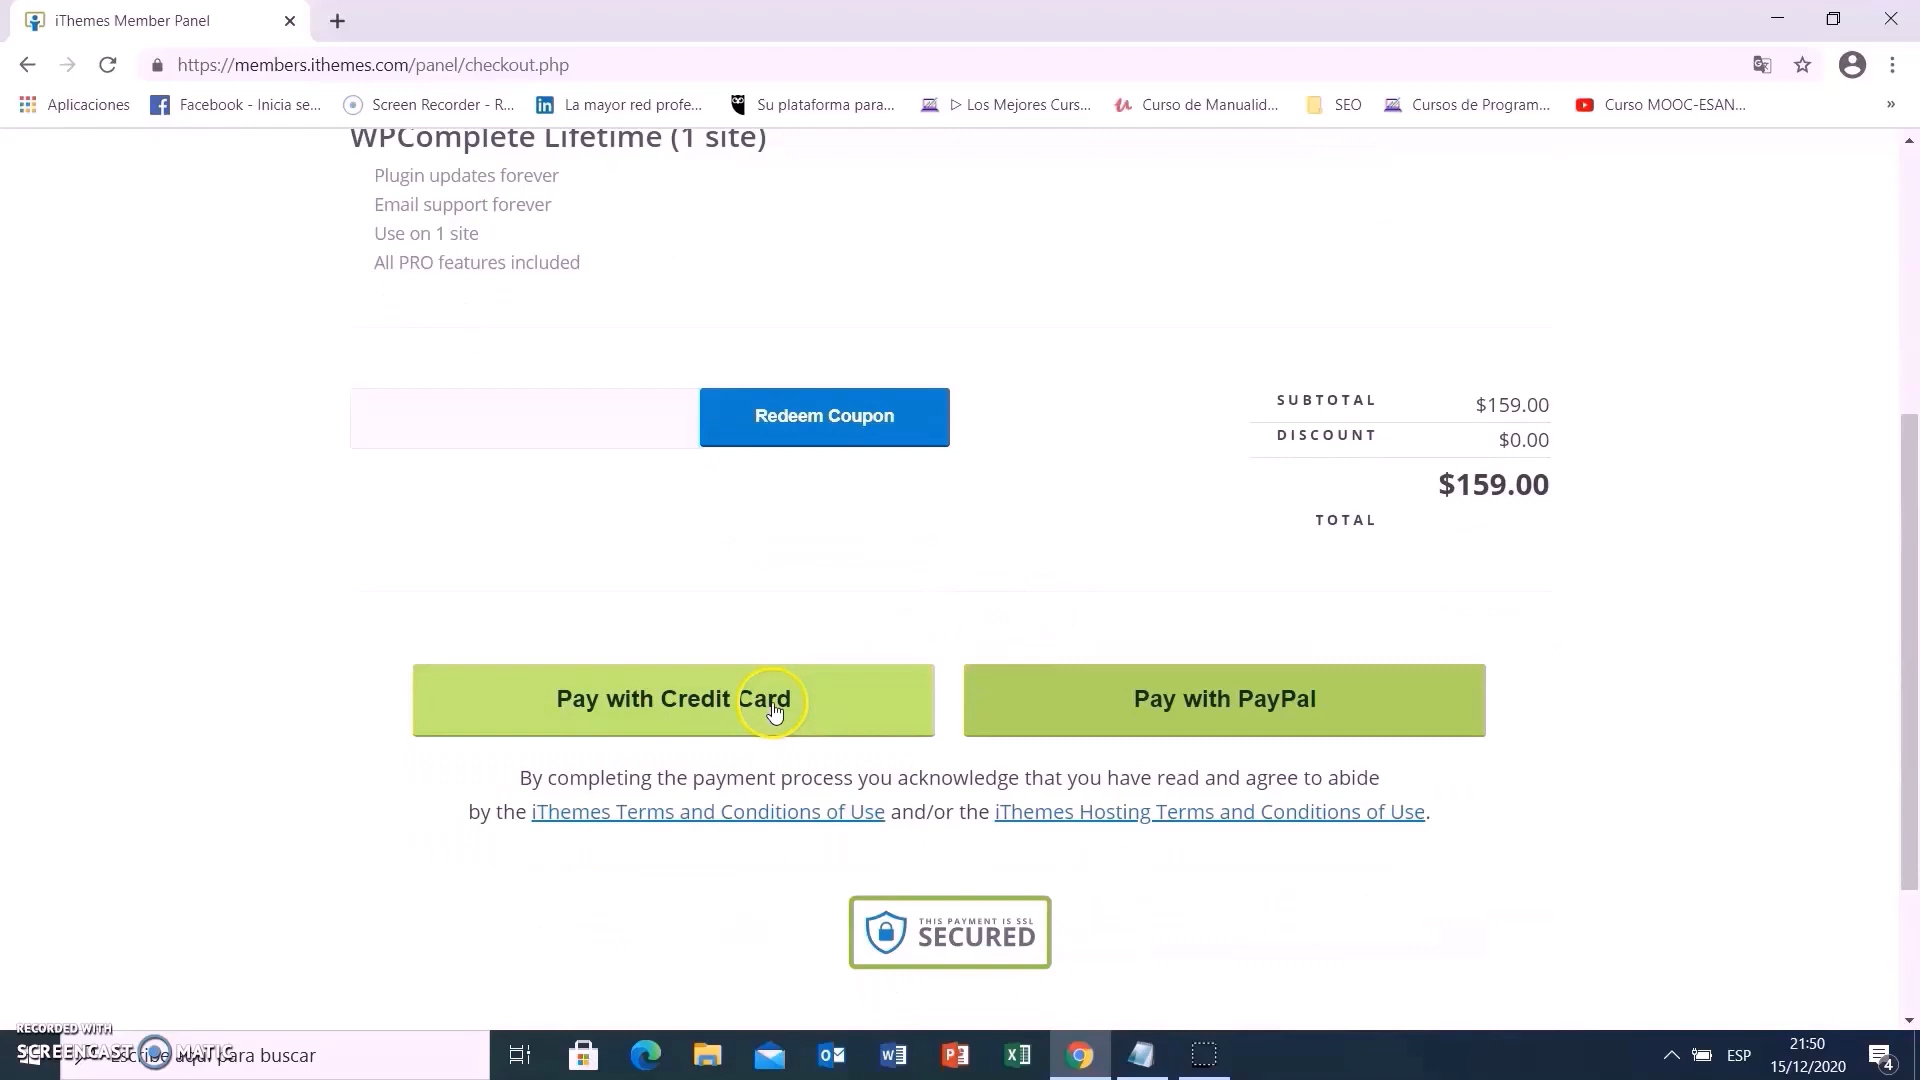 iThemes Member Panel
https://members.ithemes.com/panel/checkout.php
Aplicaciones
Facebook - Inicia se...
Screen Recorder - R...
La mayor red profe...
Su plataforma para...
▷ Los Mejores Curs...
Curso de Manualid...
SEO
Cursos de Program...
Curso MOOC-ESAN...
»
WPComplete Lifetime (1 site)
Plugin updates forever
Email support forever
Use on 1 site
All PRO features included
Redeem Coupon
SUBTOTAL $159.00
DISCOUNT $0.00
$159.00
TOTAL
Pay with Credit Card
Pay with PayPal
By completing the payment process you acknowledge that you have read and agree to abide
by the iThemes Terms and Conditions of Use and/or the iThemes Hosting Terms and Conditions of Use.
THIS PAYMENT IS SSL
SECURED
RECORDED WITH
SCREENCAST MATIC
Escribe aquí para buscar
ESP
21:50
15/12/2020
4